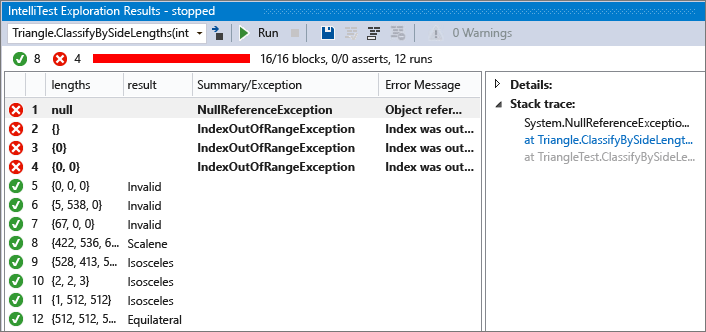 IntelliTest Exploration Results - stopped
Triangle.ClassifyBySideLengths(int Run 0 Warnings
8 4 16/16 blocks, 0/0 asserts, 12 runs
lengths result Summary/Exception Error Message
1 null NullReferenceException Object refer...
2 {} IndexOutOfRangeException Index was out...
3 {0} IndexOutOfRangeException Index was out...
4 {0, 0} IndexOutOfRangeException Index was out...
5 {0, 0, 0} Invalid
6 {5, 538, 0} Invalid
7 {67, 0, 0} Invalid
8 {422, 536, 6... Scalene
9 {528, 413, 5... Isosceles
10 {2, 2, 3} Isosceles
11 {1, 512, 512} Isosceles
12 {512, 512, 5... Equilateral
Details:
Stack trace:
System.NullReferenceExceptio...
at Triangle.ClassifyBySideLengt...
at TriangleTest.ClassifyBySideLe...